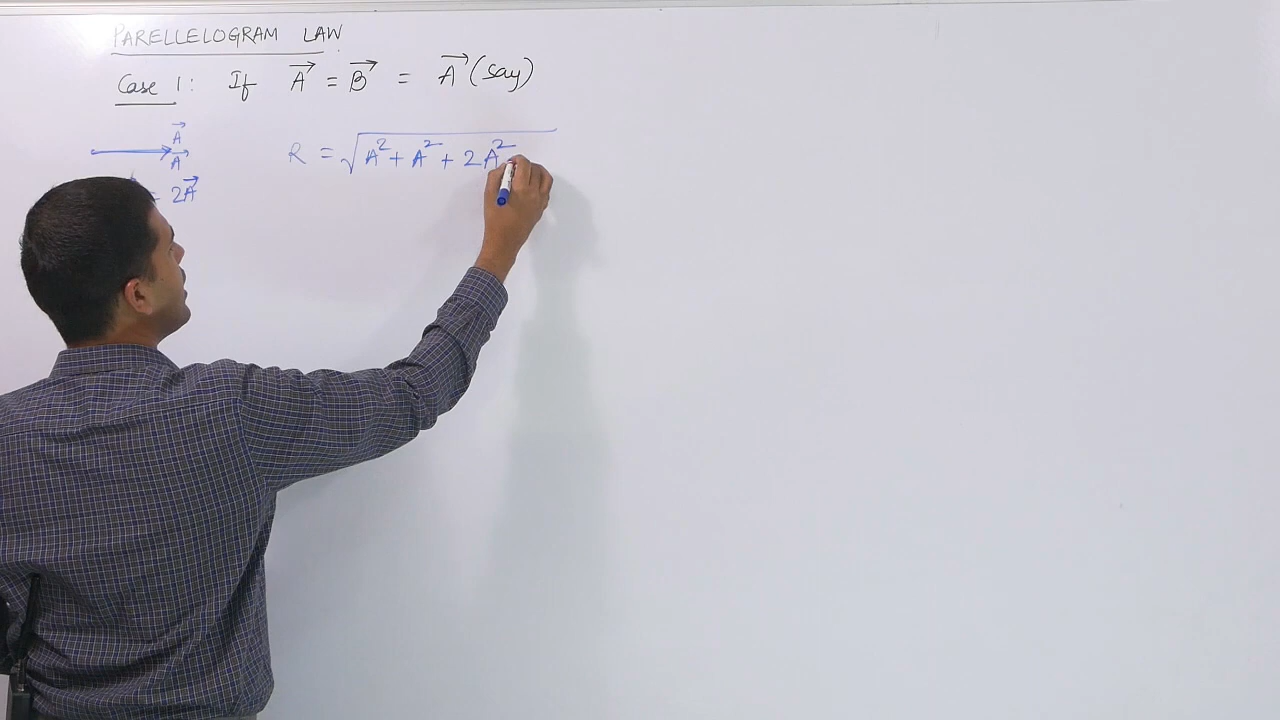 PARELLELOGRAM LAW
Case 1: If A⃗ = B⃗ = A⃗ (say)
A⃗
A⃗
= 2A⃗
R = √(A² + A² + 2A²